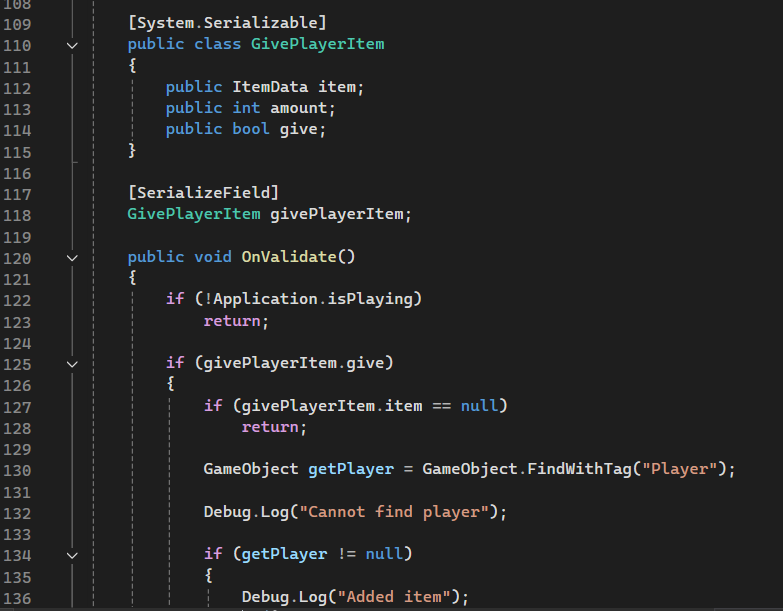 108
109 [System.Serializable]
110 public class GivePlayerItem
111 {
112 public ItemData item;
113 public int amount;
114 public bool give;
115 }
116
117 [SerializeField]
118 GivePlayerItem givePlayerItem;
119
120 public void OnValidate()
121 {
122 if (!Application.isPlaying)
123 return;
124
125 if (givePlayerItem.give)
126 {
127 if (givePlayerItem.item == null)
128 return;
129
130 GameObject getPlayer = GameObject.FindWithTag("Player");
131
132 Debug.Log("Cannot find player");
133
134 if (getPlayer != null)
135 {
136 Debug.Log("Added item");